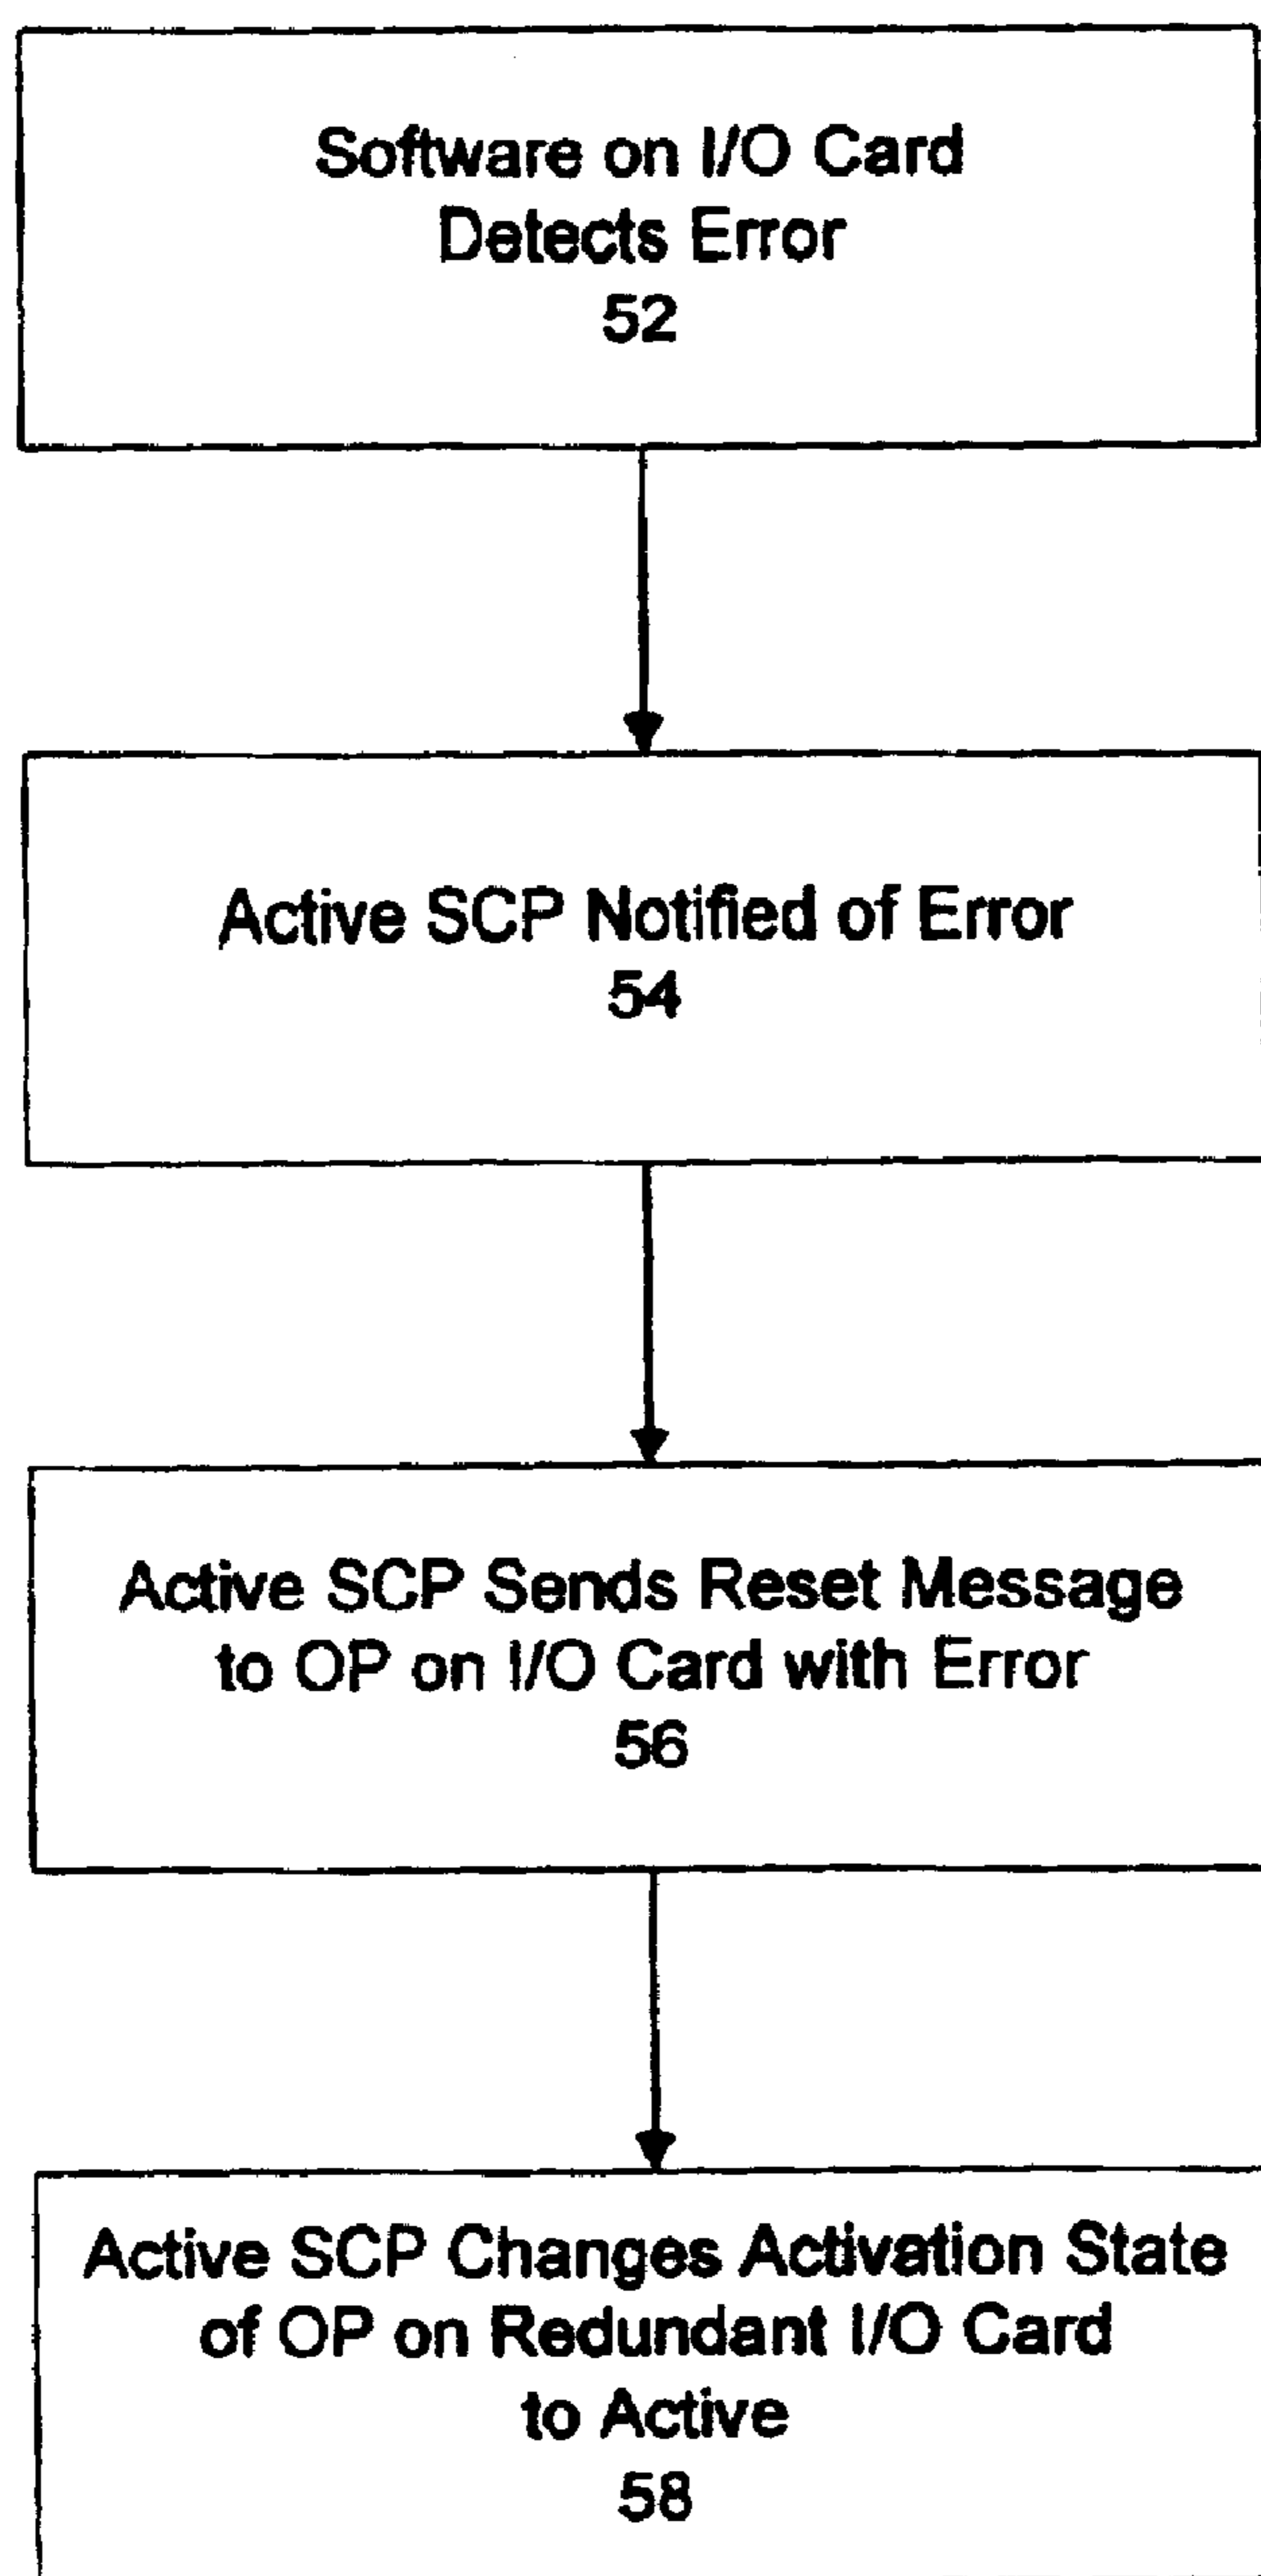 Software on I/O Card
Detects Error
52
Active SCP Notified of Error
54
Active SCP Sends Reset Message
to OP on I/O Card with Error
56
Active SCP Changes Activation State
of OP on Redundant I/O Card
to Active
58